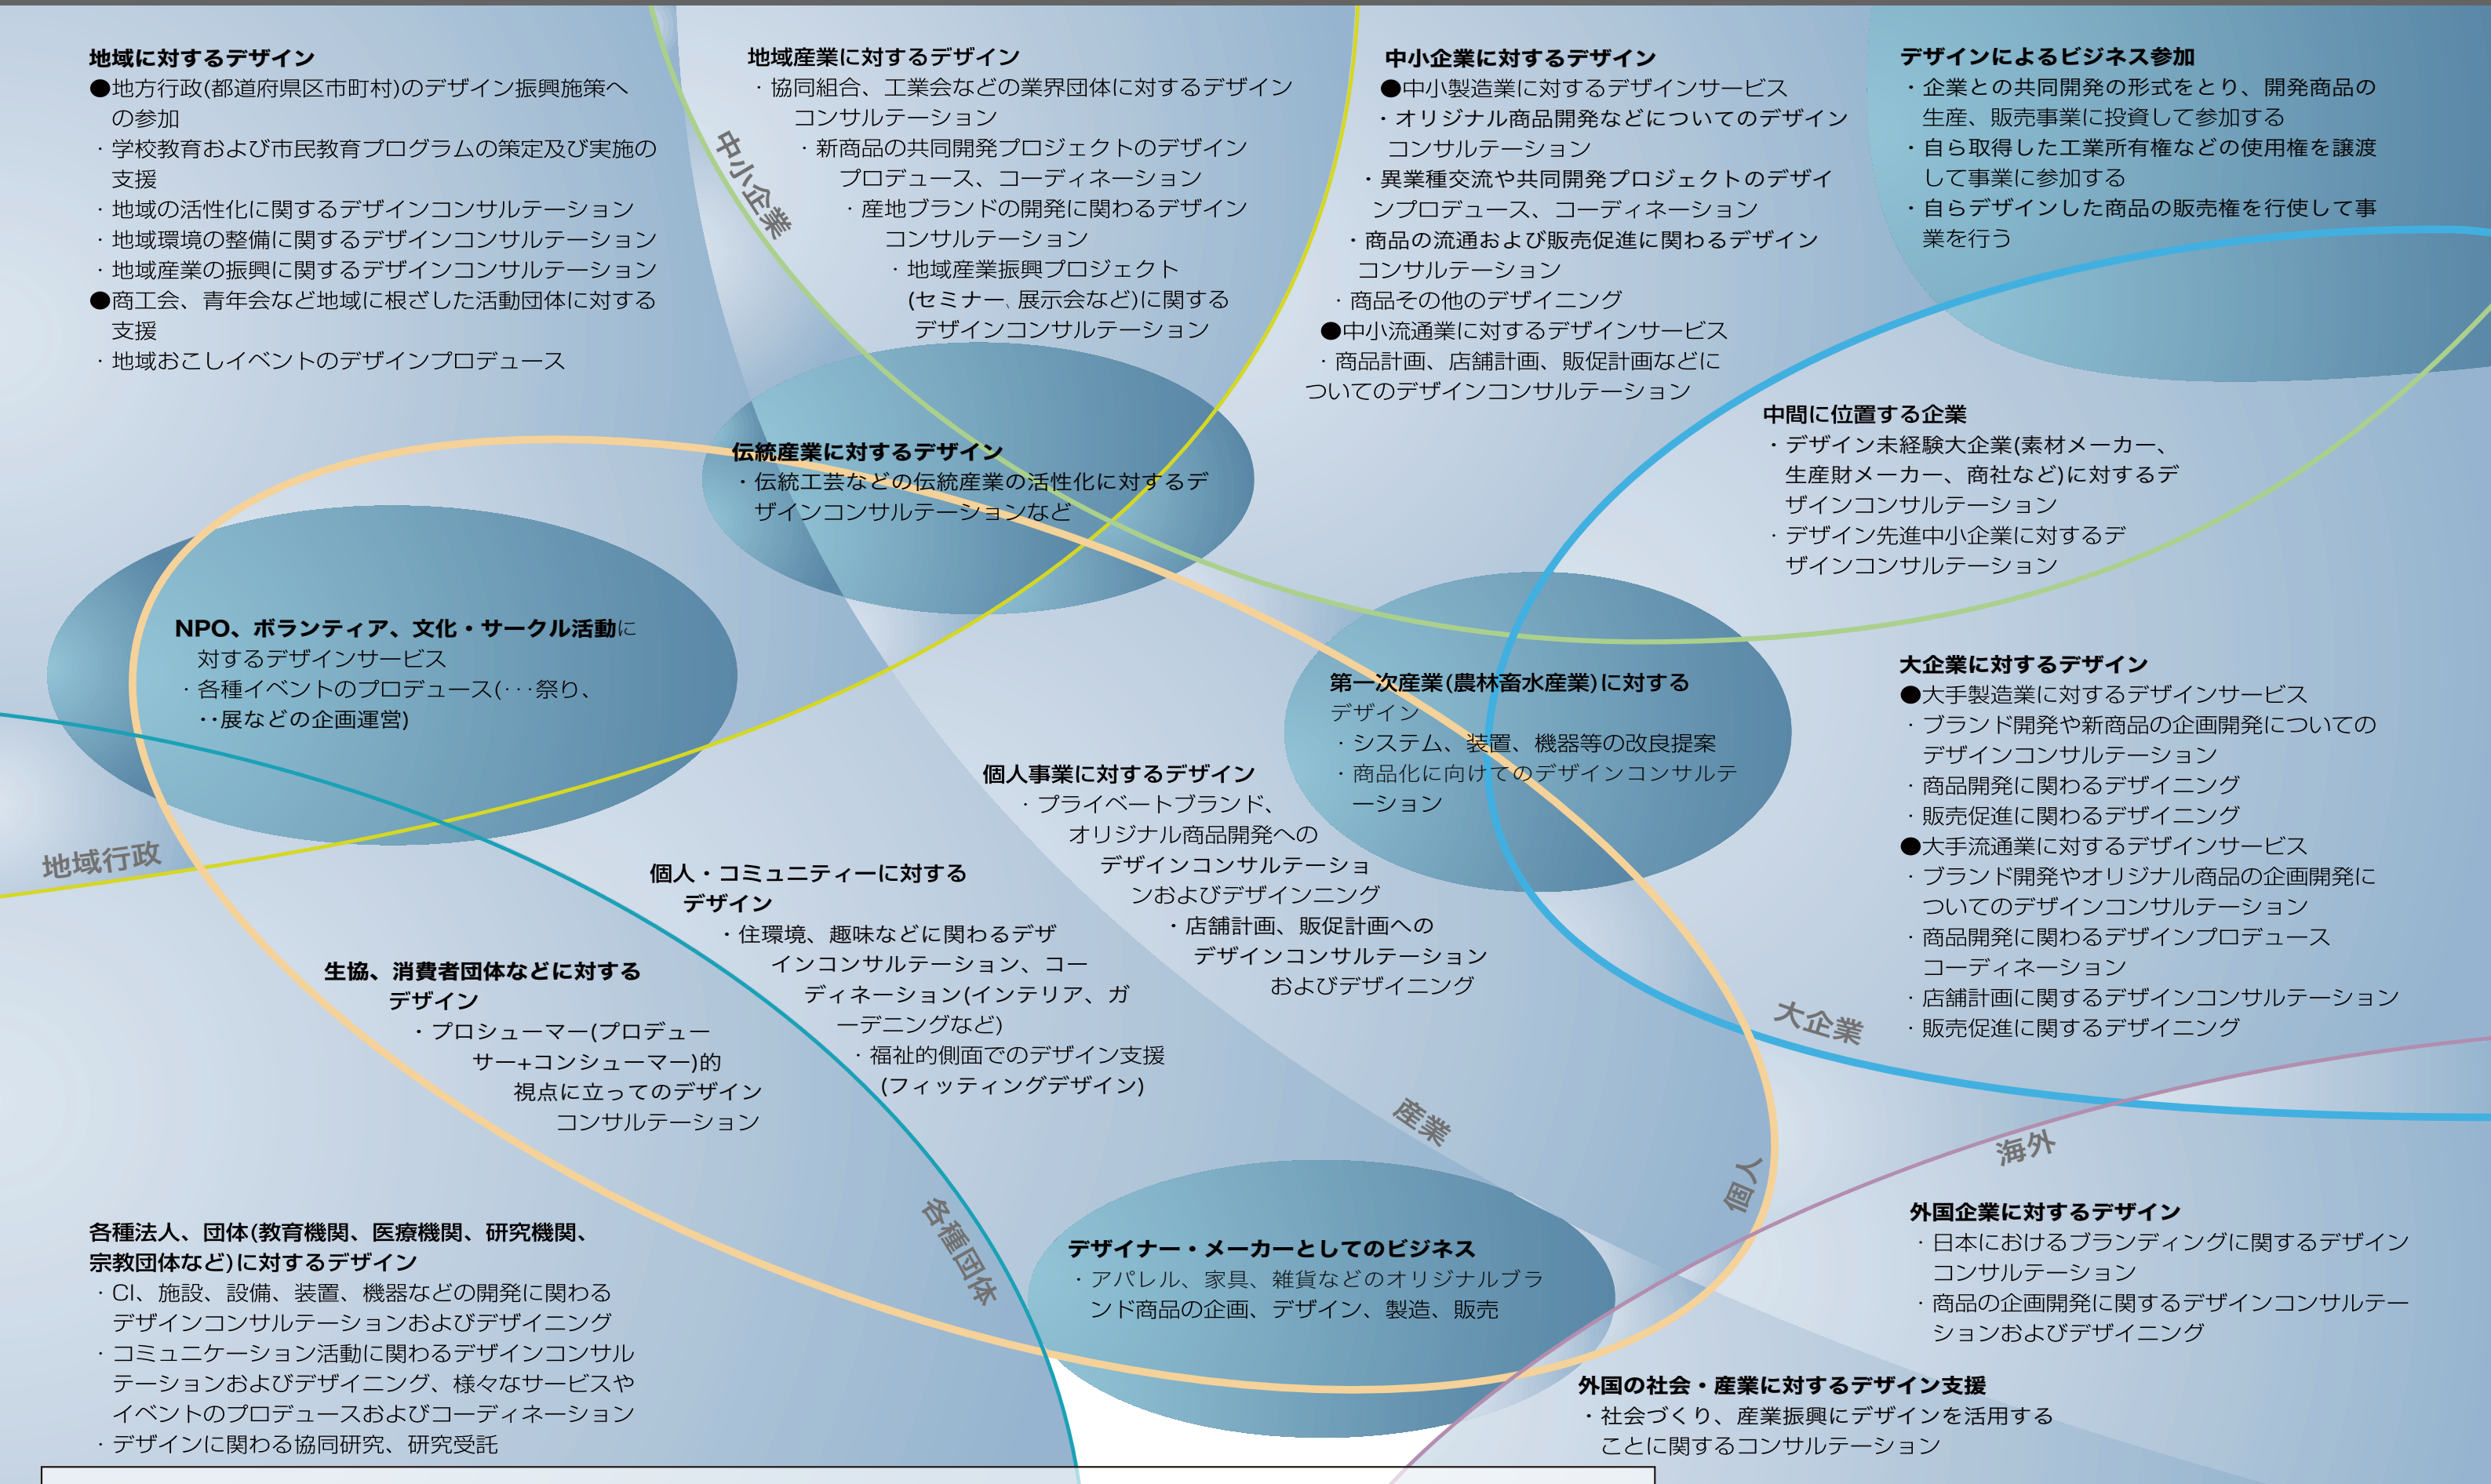 地域に対するデザイン
●地方行政(都道府県区市町村)のデザイン振興施策へ
の参加
・学校教育および市民教育プログラムの策定及び実施の
支援
・地域の活性化に関するデザインコンサルテーション
・地域環境の整備に関するデザインコンサルテーション
・地域産業の振興に関するデザインコンサルテーション
●商工会、青年会など地域に根ざした活動団体に対する
支援
・地域おこしイベントのデザインプロデュース
地域産業に対するデザイン
・協同組合、工業会などの業界団体に対するデザイン
コンサルテーション
・新商品の共同開発プロジェクトのデザイン
プロデュース、コーディネーション
・産地ブランドの開発に関わるデザイン
コンサルテーション
・地域産業振興プロジェクト
(セミナー、展示会など)に関する
デザインコンサルテーション
中小企業
中小企業に対するデザイン
●中小製造業に対するデザインサービス
・オリジナル商品開発などについてのデザイン
コンサルテーション
・異業種交流や共同開発プロジェクトのデザイ
ンプロデュース、コーディネーション
・商品の流通および販売促進に関わるデザイン
コンサルテーション
・商品その他のデザイニング
●中小流通業に対するデザインサービス
・商品計画、店舗計画、販促計画などに
ついてのデザインコンサルテーション
デザインによるビジネス参加
・企業との共同開発の形式をとり、開発商品の
生産、販売事業に投資して参加する
・自ら取得した工業所有権などの使用権を譲渡
して事業に参加する
・自らデザインした商品の販売権を行使して事
業を行う
中間に位置する企業
・デザイン未経験大企業(素材メーカー、
生産財メーカー、商社など)に対するデ
ザインコンサルテーション
・デザイン先進中小企業に対するデ
ザインコンサルテーション
伝統産業に対するデザイン
・伝統工芸などの伝統産業の活性化に対するデ
ザインコンサルテーションなど
NPO、ボランティア、文化・サークル活動に
対するデザインサービス
・各種イベントのプロデュース(・・・祭り、
・・展などの企画運営)
地域行政
第一次産業(農林畜水産業)に対する
デザイン
・システム、装置、機器等の改良提案
・商品化に向けてのデザインコンサルテ
ーション
大企業に対するデザイン
●大手製造業に対するデザインサービス
・ブランド開発や新商品の企画開発についての
デザインコンサルテーション
・商品開発に関わるデザイニング
・販売促進に関わるデザイニング
●大手流通業に対するデザインサービス
・ブランド開発やオリジナル商品の企画開発に
ついてのデザインコンサルテーション
・商品開発に関わるデザインプロデュース
コーディネーション
・店舗計画に関するデザインコンサルテーション
・販売促進に関するデザイニング
大企業
個人事業に対するデザイン
・プライベートブランド、
オリジナル商品開発への
デザインコンサルテーショ
ンおよびデザインニング
・店舗計画、販促計画への
デザインコンサルテーション
およびデザイニング
個人・コミュニティーに対する
デザイン
・住環境、趣味などに関わるデザ
インコンサルテーション、コー
ディネーション(インテリア、ガ
ーデニングなど)
・福祉的側面でのデザイン支援
(フィッティングデザイン)
生協、消費者団体などに対する
デザイン
・プロシューマー(プロデュー
サー+コンシューマー)的
視点に立ってのデザイン
コンサルテーション
産業
個人
海外
各種団体
各種法人、団体(教育機関、医療機関、研究機関、
宗教団体など)に対するデザイン
・CI、施設、設備、装置、機器などの開発に関わる
デザインコンサルテーションおよびデザイニング
・コミュニケーション活動に関わるデザインコンサル
テーションおよびデザイニング、様々なサービスや
イベントのプロデュースおよびコーディネーション
・デザインに関わる協同研究、研究受託
デザイナー・メーカーとしてのビジネス
・アパレル、家具、雑貨などのオリジナルブラ
ンド商品の企画、デザイン、製造、販売
外国企業に対するデザイン
・日本におけるブランディングに関するデザイン
コンサルテーション
・商品の企画開発に関するデザインコンサルテー
ションおよびデザイニング
外国の社会・産業に対するデザイン支援
・社会づくり、産業振興にデザインを活用する
ことに関するコンサルテーション